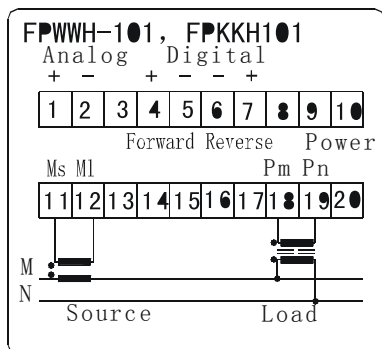 FPWWH-101, FPKKH101
Analog Digital
+ − + − − +
1 2 3 4 5 6 7 8 9 10
Forward Reverse Power
Ms Ml Pm Pn
11 12 13 14 15 16 17 18 19 20
M
N
Source Load